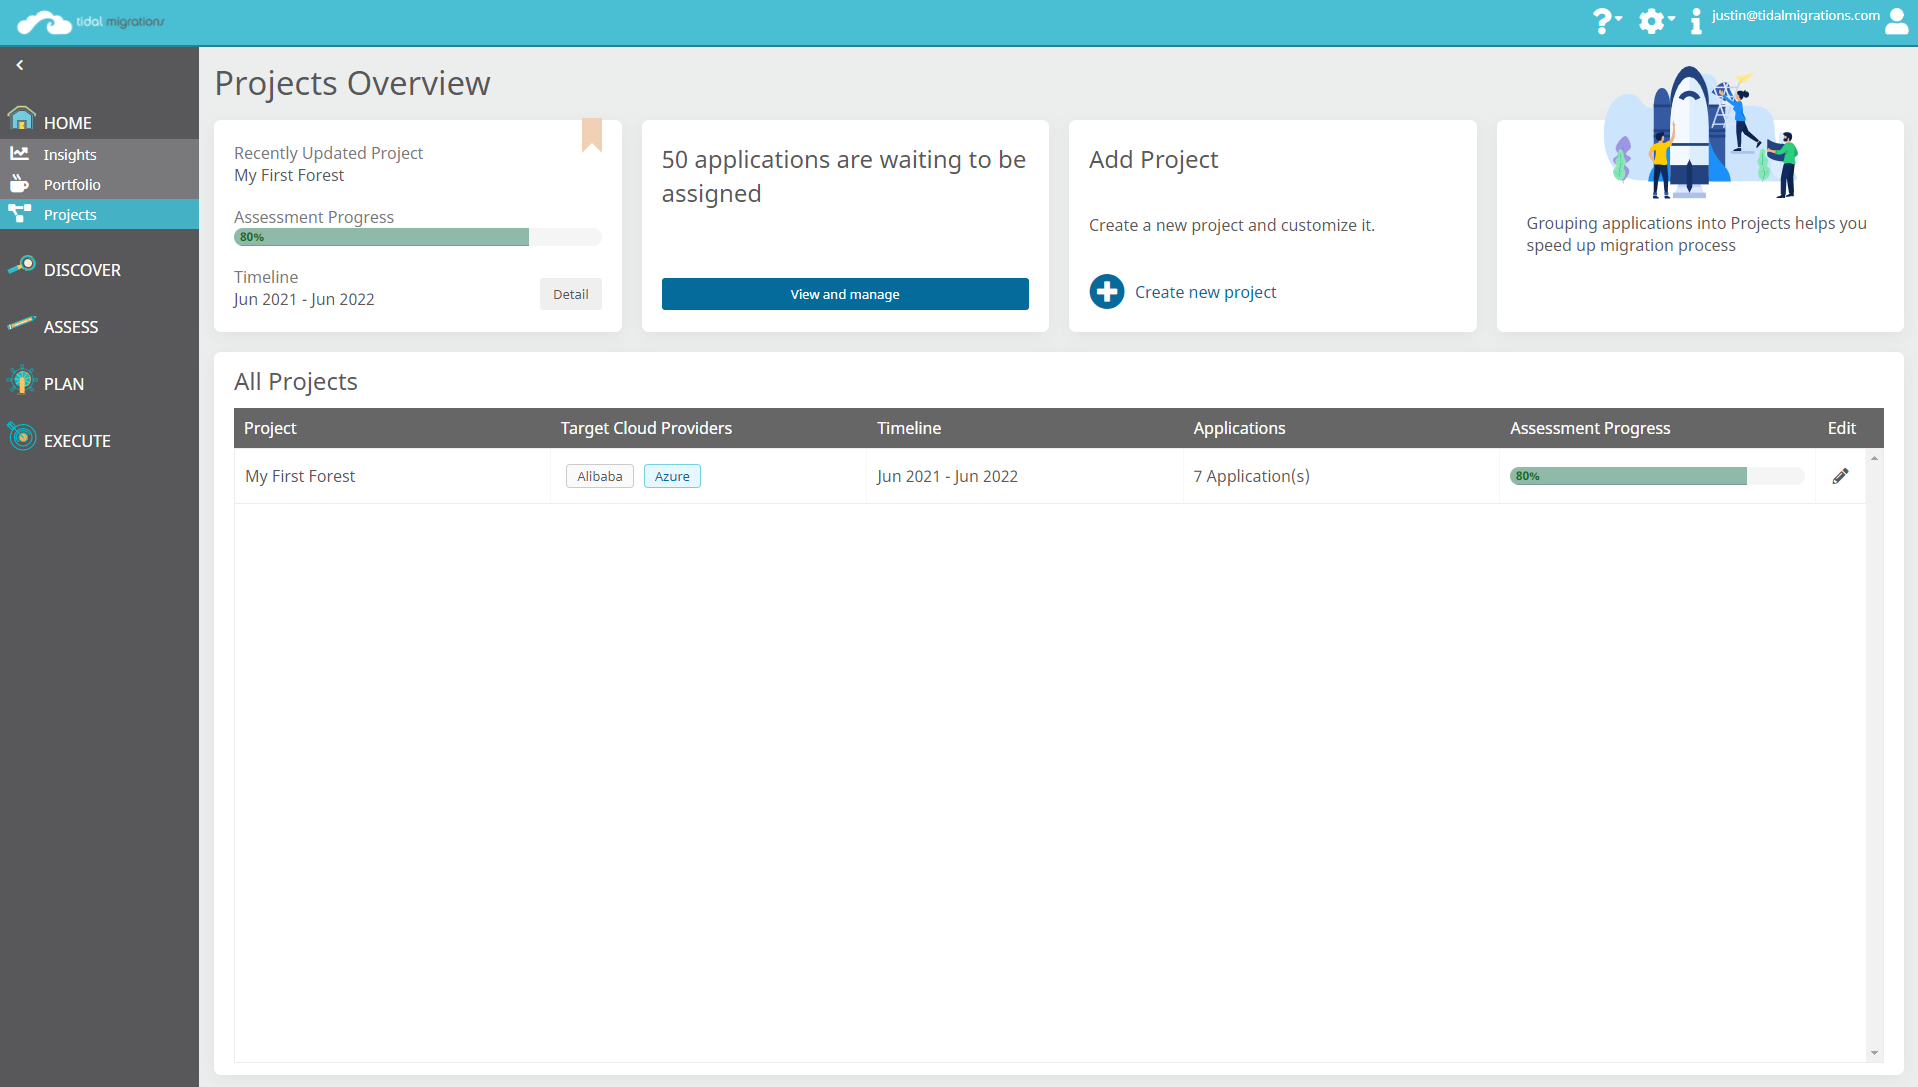 tidal migrations
justin@tidalmigrations.com
HOME
Insights
Portfolio
Projects
DISCOVER
ASSESS
PLAN
EXECUTE
Projects Overview
Recently Updated Project
My First Forest
Assessment Progress
80%
Timeline
Jun 2021 - Jun 2022
Detail
50 applications are waiting to be
assigned
View and manage
Add Project
Create a new project and customize it.
Create new project
Grouping applications into Projects helps you
speed up migration process
All Projects
Project Target Cloud Providers Timeline Applications Assessment Progress Edit
My First Forest Alibaba Azure Jun 2021 - Jun 2022 7 Application(s) 80%